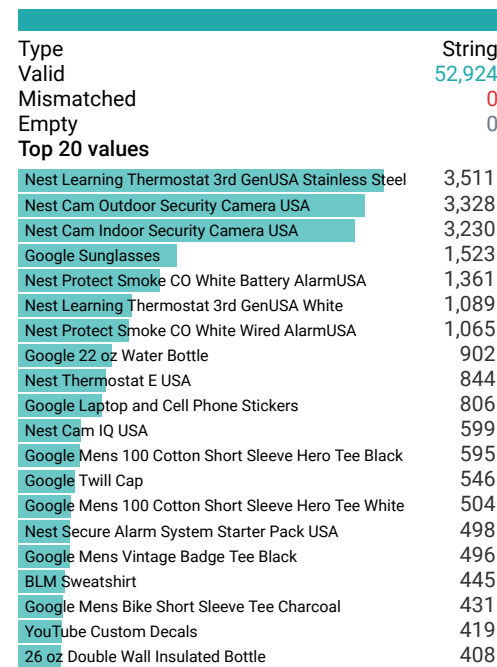 Type String
Valid 52,924
Mismatched 0
Empty 0
Top 20 values
Nest Learning Thermostat 3rd GenUSA Stainless Steel 3,511
Nest Cam Outdoor Security Camera USA 3,328
Nest Cam Indoor Security Camera USA 3,230
Google Sunglasses 1,523
Nest Protect Smoke CO White Battery AlarmUSA 1,361
Nest Learning Thermostat 3rd GenUSA White 1,089
Nest Protect Smoke CO White Wired AlarmUSA 1,065
Google 22 oz Water Bottle 902
Nest Thermostat E USA 844
Google Laptop and Cell Phone Stickers 806
Nest Cam IQ USA 599
Google Mens 100 Cotton Short Sleeve Hero Tee Black 595
Google Twill Cap 546
Google Mens 100 Cotton Short Sleeve Hero Tee White 504
Nest Secure Alarm System Starter Pack USA 498
Google Mens Vintage Badge Tee Black 496
BLM Sweatshirt 445
Google Mens Bike Short Sleeve Tee Charcoal 431
YouTube Custom Decals 419
26 oz Double Wall Insulated Bottle 408